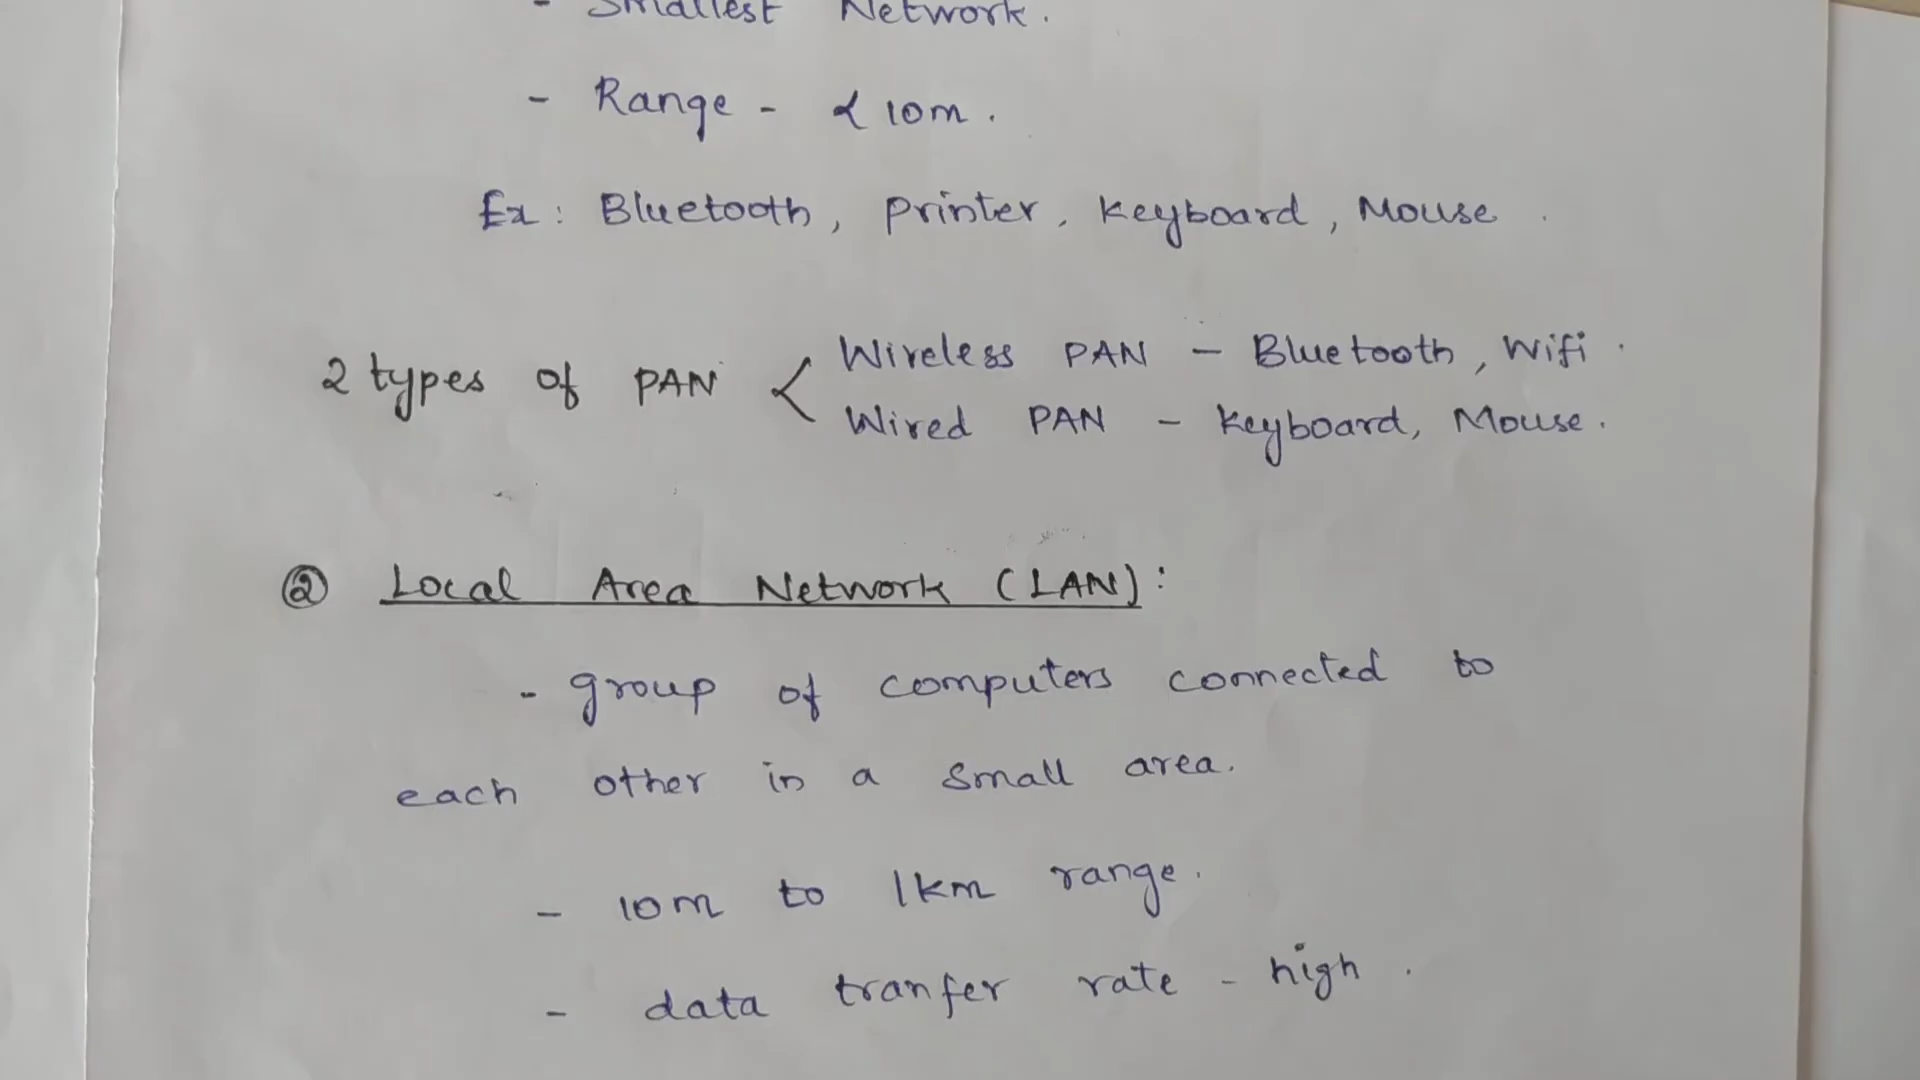 - Smallest Network.
- Range - < 10m.
Ex: Bluetooth, Printer, Keyboard, Mouse.
2 types of PAN < Wireless PAN - Bluetooth, Wifi.
Wired PAN - Keyboard, Mouse.
② Local Area Network (LAN):
- group of computers connected to
each other in a small area.
- 10m to 1km range.
- data tranfer rate - high.